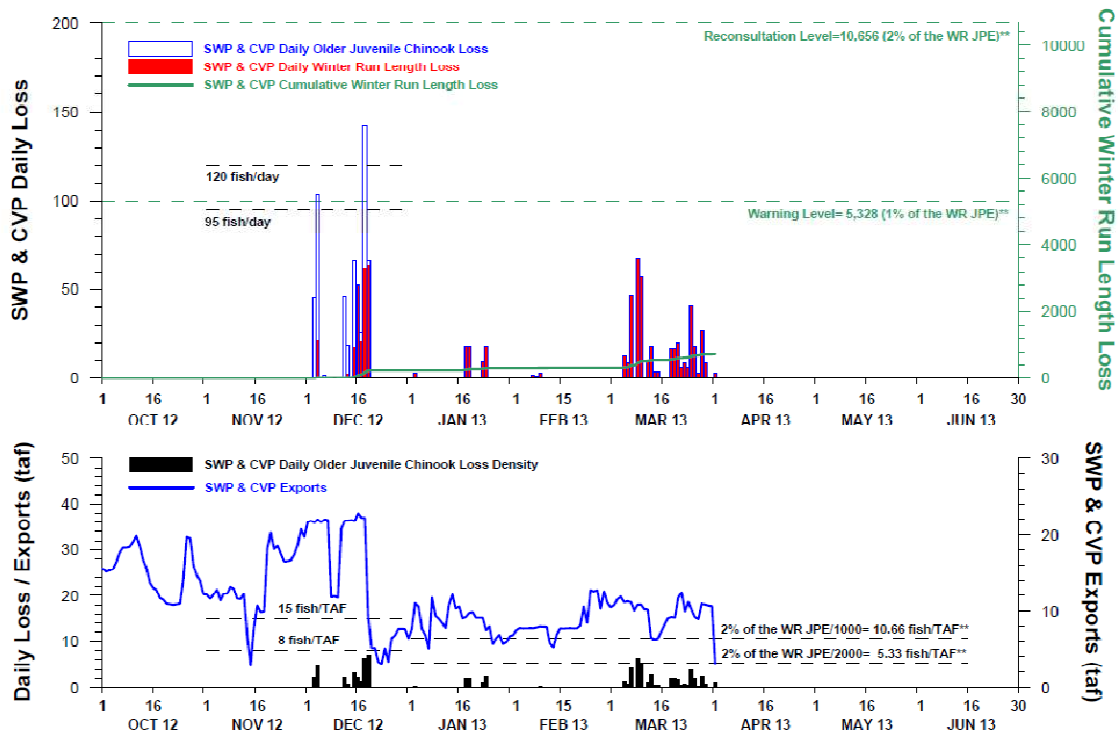 SWP & CVP Daily Older Juvenile Chinook Loss
SWP & CVP Daily Winter Run Length Loss
SWP & CVP Cumulative Winter Run Length Loss
Reconsultation Level=10,656 (2% of the WR JPE)**
120 fish/day
95 fish/day
Warning Level= 5,328 (1% of the WR JPE)**
SWP & CVP Daily Loss
200
150
100
50
0
Cumulative Winter Run Length Loss
10000
8000
6000
4000
2000
0
1 16 1 16 1 16 1 16 1 15 1 16 1 16 1 16 1 16 30
OCT 12 NOV 12 DEC 12 JAN 13 FEB 13 MAR 13 APR 13 MAY 13 JUN 13
SWP & CVP Daily Older Juvenile Chinook Loss Density
SWP & CVP Exports
15 fish/TAF
8 fish/TAF
2% of the WR JPE/1000= 10.66 fish/TAF**
2% of the WR JPE/2000= 5.33 fish/TAF**
Daily Loss / Exports (taf)
50
40
30
20
10
0
SWP & CVP Exports (taf)
30
20
10
0
1 16 1 16 1 16 1 16 1 15 1 16 1 16 1 16 1 16 30
OCT 12 NOV 12 DEC 12 JAN 13 FEB 13 MAR 13 APR 13 MAY 13 JUN 13